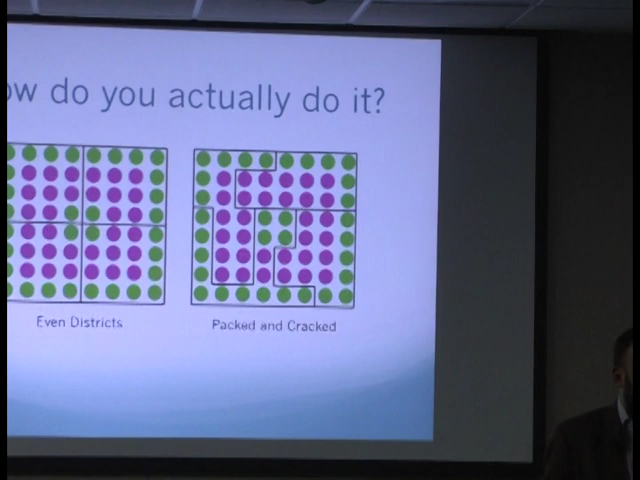 ow do you actually do it?
Even Districts
Packed and Cracked